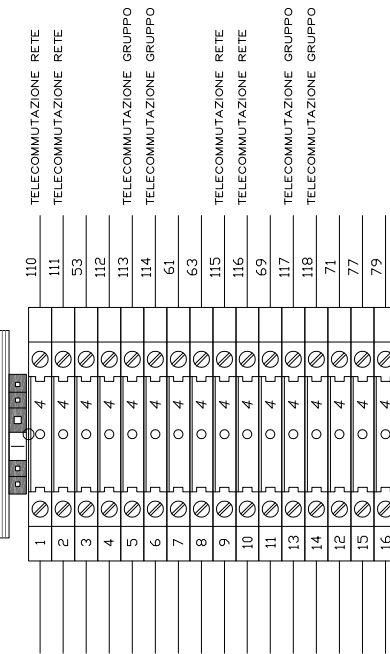 1 4 110 TELECOMMUTAZIONE RETE
2 4 111 TELECOMMUTAZIONE RETE
3 4 53
4 4 112
5 4 113 TELECOMMUTAZIONE GRUPPO
6 4 114 TELECOMMUTAZIONE GRUPPO
7 4 61
8 4 63
9 4 115 TELECOMMUTAZIONE RETE
10 4 116 TELECOMMUTAZIONE RETE
11 4 69
13 4 117 TELECOMMUTAZIONE GRUPPO
14 4 118 TELECOMMUTAZIONE GRUPPO
12 4 71
15 4 77
16 4 79